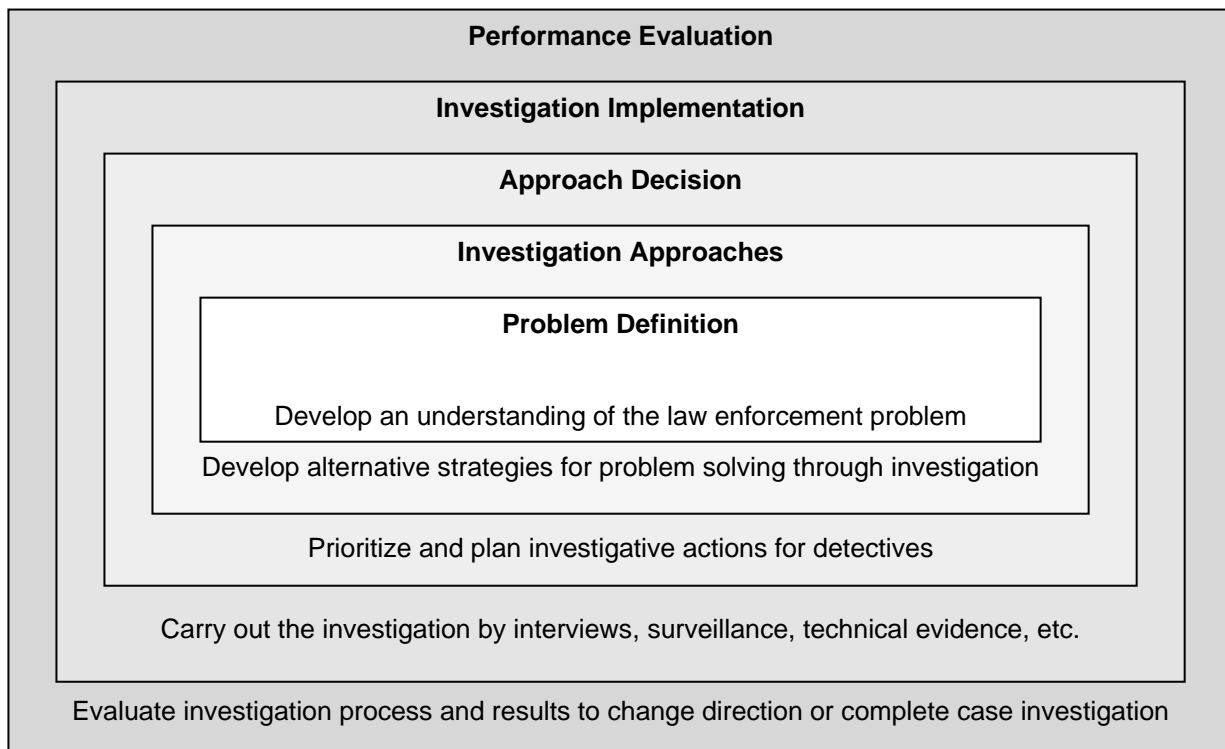 Performance Evaluation
Investigation Implementation
Approach Decision
Investigation Approaches
Problem Definition
Develop an understanding of the law enforcement problem
Develop alternative strategies for problem solving through investigation
Prioritize and plan investigative actions for detectives
Carry out the investigation by interviews, surveillance, technical evidence, etc.
Evaluate investigation process and results to change direction or complete case investigation